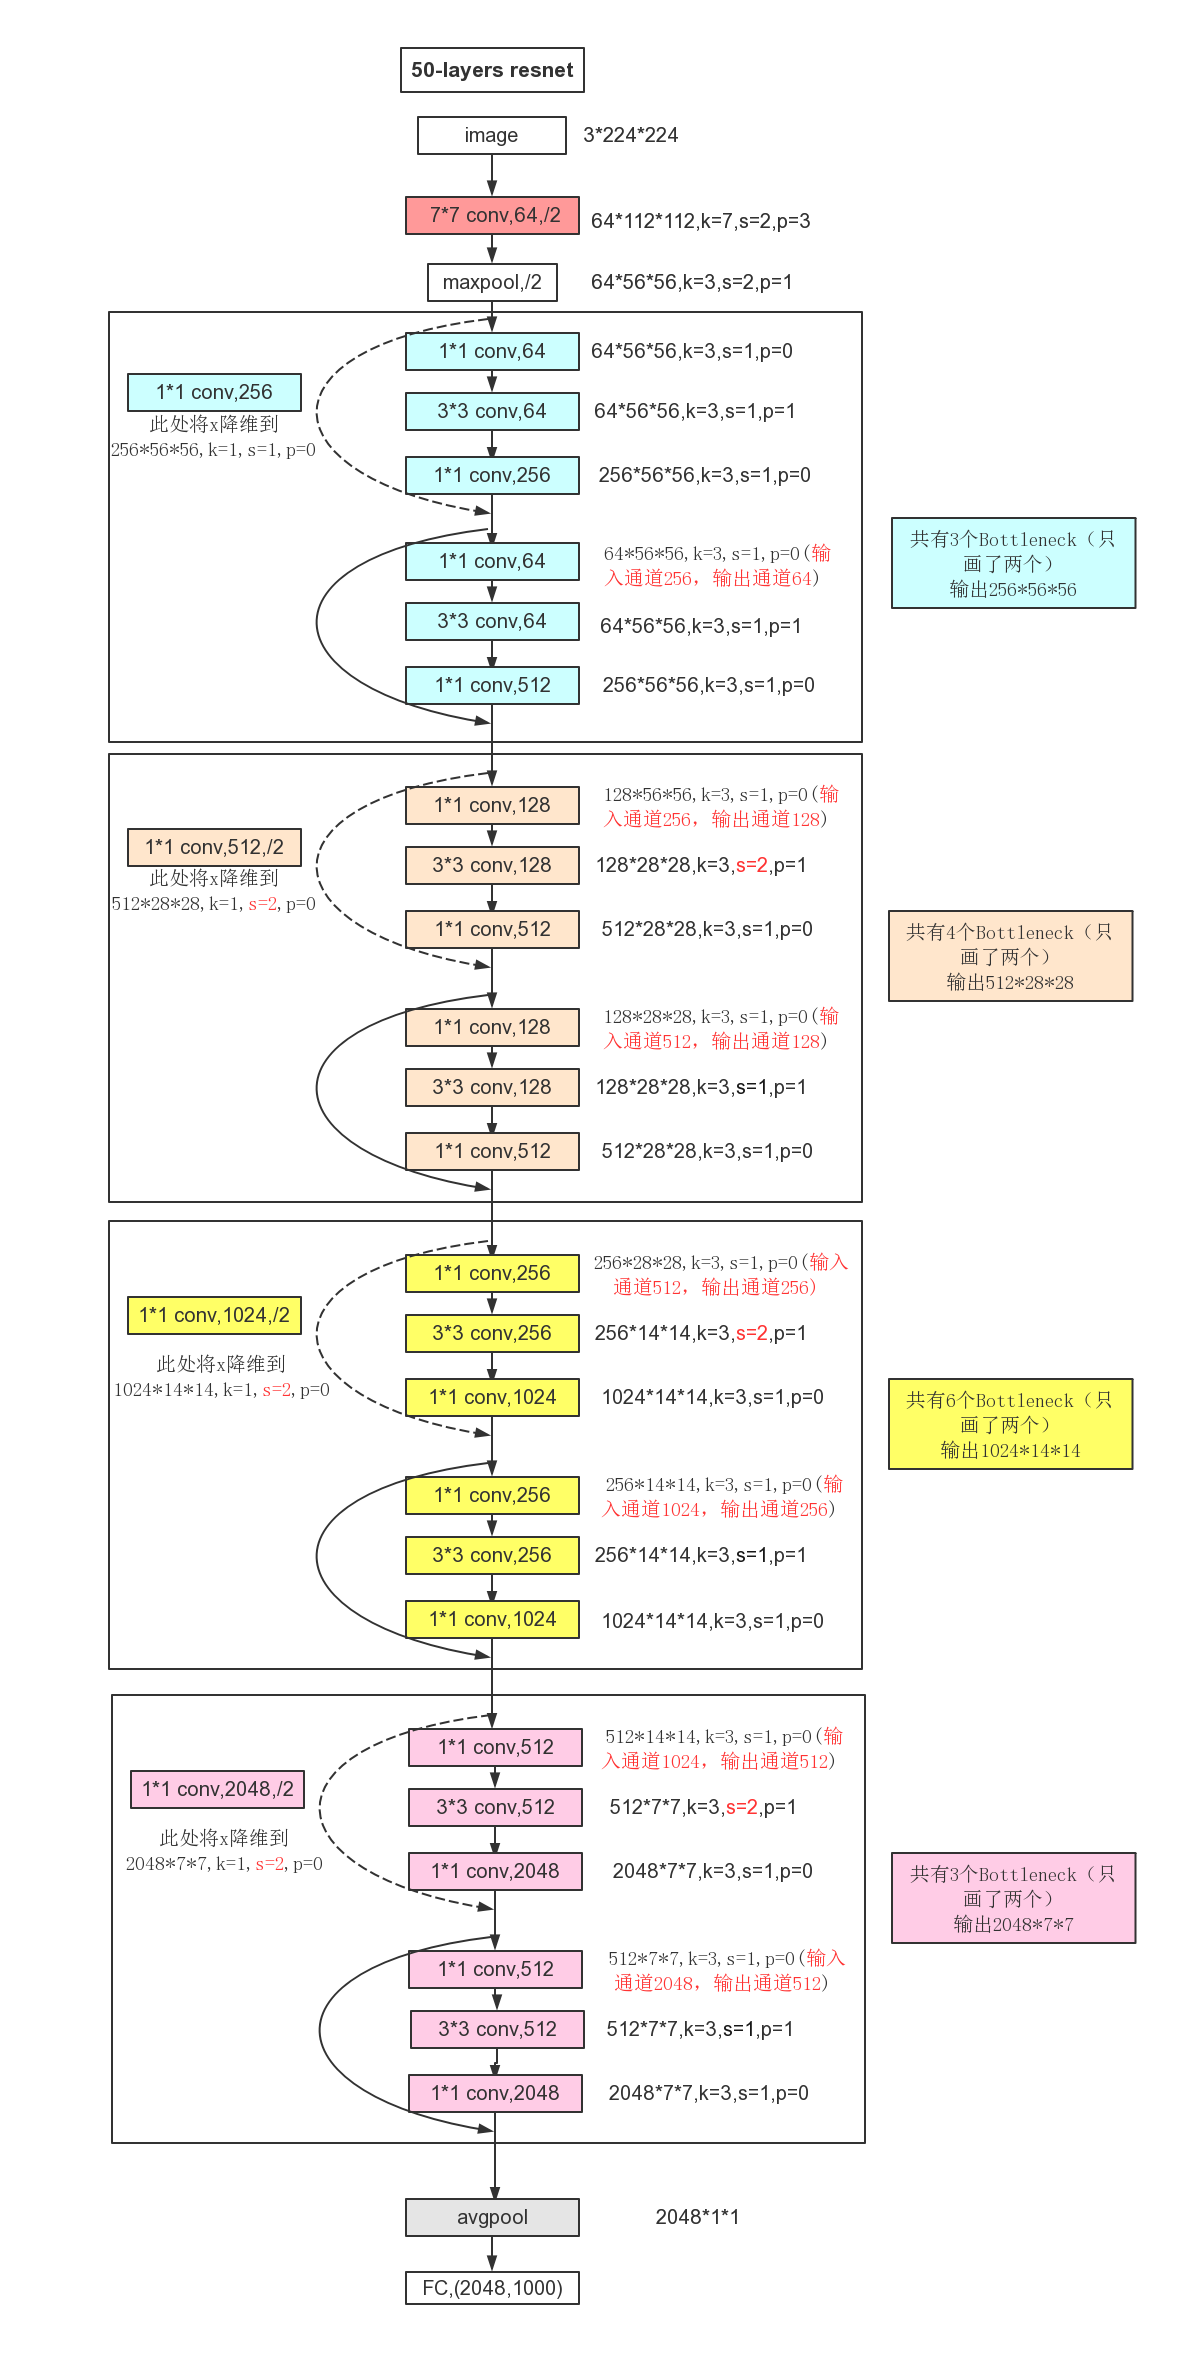 50-layers resnet
image
3*224*224
7*7 conv,64,/2
64*112*112,k=7,s=2,p=3
maxpool,/2
64*56*56,k=3,s=2,p=1
1*1 conv,64
64*56*56,k=3,s=1,p=0
1*1 conv,256
此处将x降维到
256*56*56,k=1,s=1,p=0
3*3 conv,64
64*56*56,k=3,s=1,p=1
1*1 conv,256
256*56*56,k=3,s=1,p=0
1*1 conv,64
64*56*56,k=3,s=1,p=0(输
入通道256，输出通道64)
3*3 conv,64
64*56*56,k=3,s=1,p=1
1*1 conv,512
256*56*56,k=3,s=1,p=0
共有3个Bottleneck（只
画了两个）
输出256*56*56
1*1 conv,128
128*56*56,k=3,s=1,p=0(输
入通道256，输出通道128)
1*1 conv,512,/2
此处将x降维到
512*28*28,k=1,s=2,p=0
3*3 conv,128
128*28*28,k=3,s=2,p=1
1*1 conv,512
512*28*28,k=3,s=1,p=0
1*1 conv,128
128*28*28,k=3,s=1,p=0(输
入通道512，输出通道128)
3*3 conv,128
128*28*28,k=3,s=1,p=1
1*1 conv,512
512*28*28,k=3,s=1,p=0
共有4个Bottleneck（只
画了两个）
输出512*28*28
1*1 conv,256
256*28*28,k=3,s=1,p=0(输入
通道512，输出通道256)
1*1 conv,1024,/2
此处将x降维到
1024*14*14,k=1,s=2,p=0
3*3 conv,256
256*14*14,k=3,s=2,p=1
1*1 conv,1024
1024*14*14,k=3,s=1,p=0
1*1 conv,256
256*14*14,k=3,s=1,p=0(输
入通道1024，输出通道256)
3*3 conv,256
256*14*14,k=3,s=1,p=1
1*1 conv,1024
1024*14*14,k=3,s=1,p=0
共有6个Bottleneck（只
画了两个）
输出1024*14*14
1*1 conv,512
512*14*14,k=3,s=1,p=0(输
入通道1024，输出通道512)
1*1 conv,2048,/2
此处将x降维到
2048*7*7,k=1,s=2,p=0
3*3 conv,512
512*7*7,k=3,s=2,p=1
1*1 conv,2048
2048*7*7,k=3,s=1,p=0
1*1 conv,512
512*7*7,k=3,s=1,p=0(输入
通道2048，输出通道512)
3*3 conv,512
512*7*7,k=3,s=1,p=1
1*1 conv,2048
2048*7*7,k=3,s=1,p=0
共有3个Bottleneck（只
画了两个）
输出2048*7*7
avgpool
2048*1*1
FC,(2048,1000)